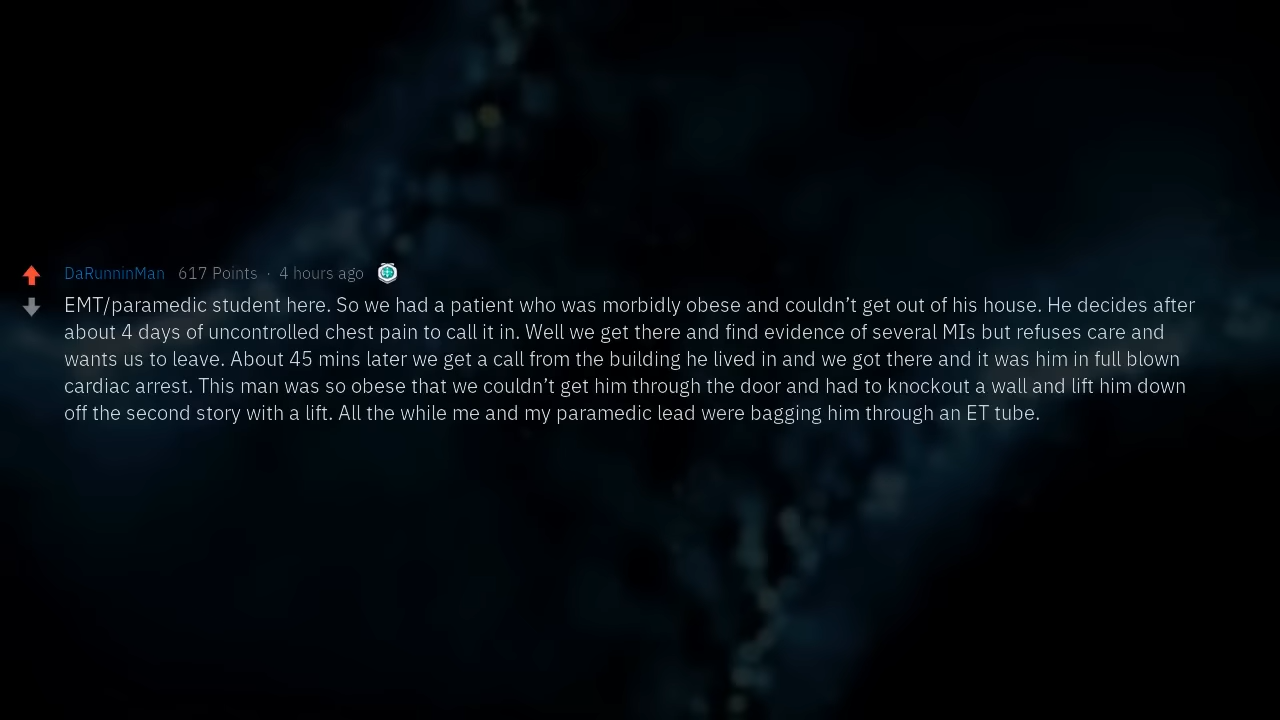 DaRunninMan 617 Points · 4 hours ago
EMT/paramedic student here. So we had a patient who was morbidly obese and couldn’t get out of his house. He decides after
about 4 days of uncontrolled chest pain to call it in. Well we get there and find evidence of several MIs but refuses care and
wants us to leave. About 45 mins later we get a call from the building he lived in and we got there and it was him in full blown
cardiac arrest. This man was so obese that we couldn’t get him through the door and had to knockout a wall and lift him down
off the second story with a lift. All the while me and my paramedic lead were bagging him through an ET tube.